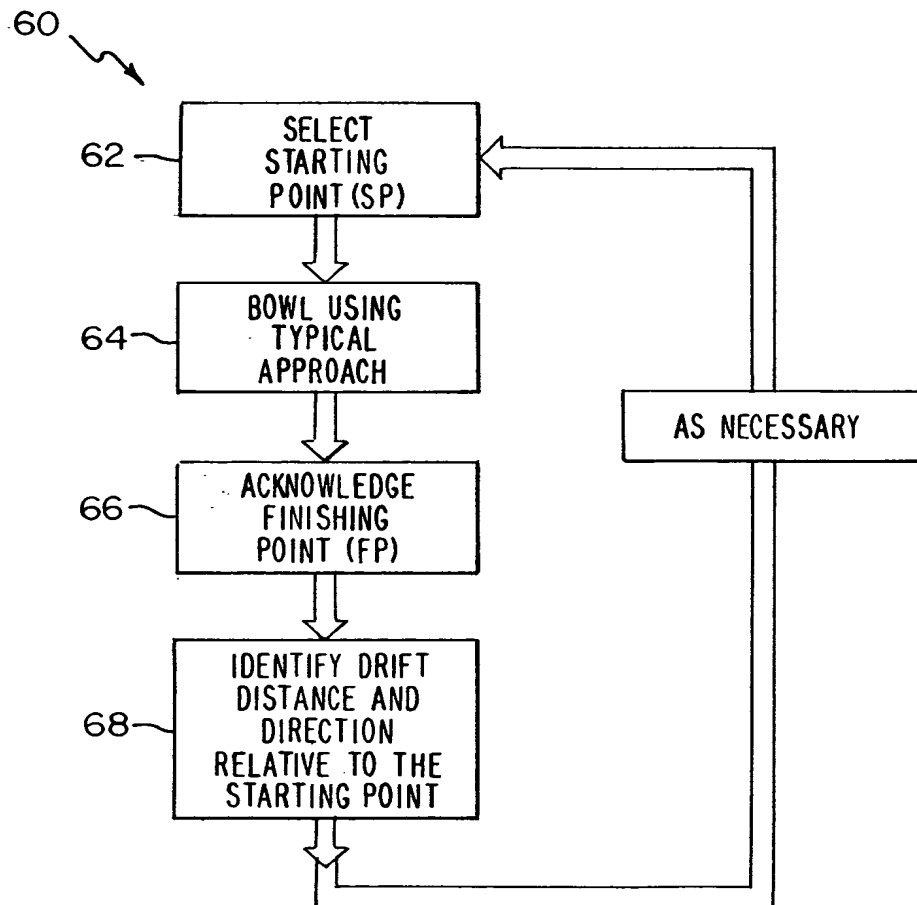 60
62
SELECT
STARTING
POINT (SP)
64
BOWL USING
TYPICAL
APPROACH
AS NECESSARY
66
ACKNOWLEDGE
FINISHING
POINT (FP)
68
IDENTIFY DRIFT
DISTANCE AND
DIRECTION
RELATIVE TO THE
STARTING POINT